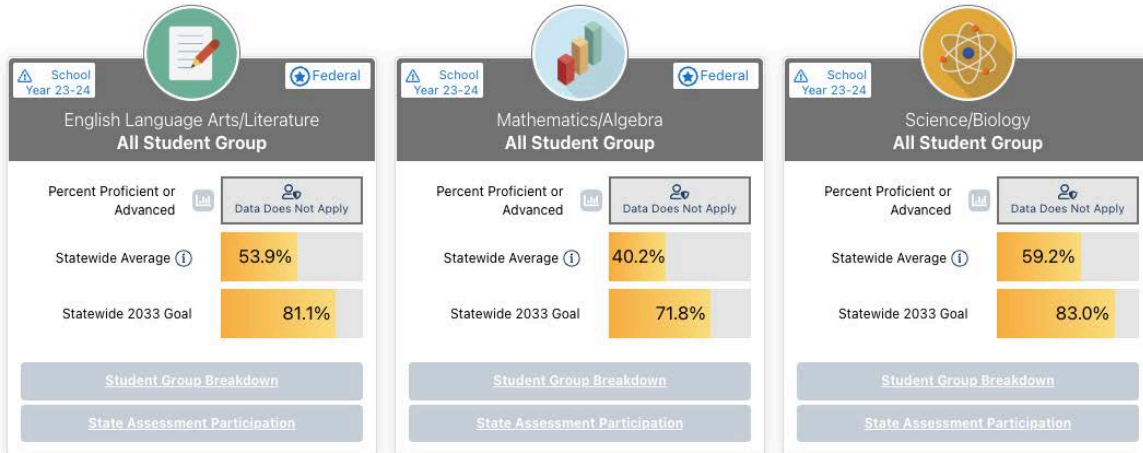 School
Year 23-24
Federal
English Language Arts/Literature
All Student Group
Percent Proficient or
Advanced
Data Does Not Apply
Statewide Average
53.9%
Statewide 2033 Goal
81.1%
Student Group Breakdown
State Assessment Participation
School
Year 23-24
Federal
Mathematics/Algebra
All Student Group
Percent Proficient or
Advanced
Data Does Not Apply
Statewide Average
40.2%
Statewide 2033 Goal
71.8%
Student Group Breakdown
State Assessment Participation
School
Year 23-24
Science/Biology
All Student Group
Percent Proficient or
Advanced
Data Does Not Apply
Statewide Average
59.2%
Statewide 2033 Goal
83.0%
Student Group Breakdown
State Assessment Participation